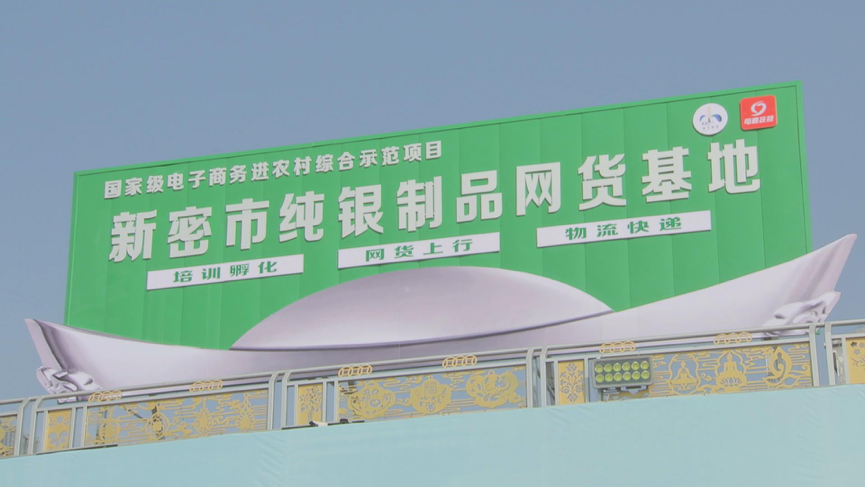 国家级电子商务进农村综合示范项目
新密市纯银制品网货基地
培训孵化 网货上行 物流快递